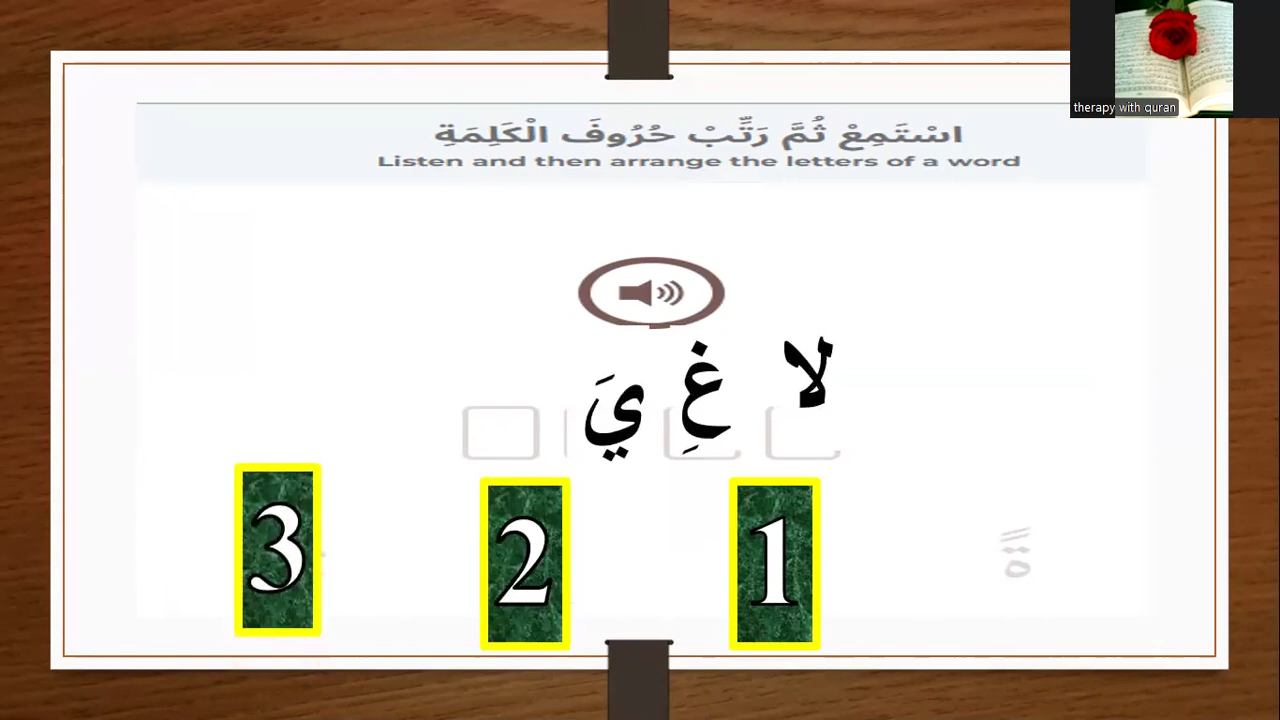 therapy with quran
اسْتَمِعْ ثُمَّ رَتِّبْ حُرُوفَ الْكَلِمَةِ
Listen and then arrange the letters of a word
لا غِ يَ
3 2 1
ةً